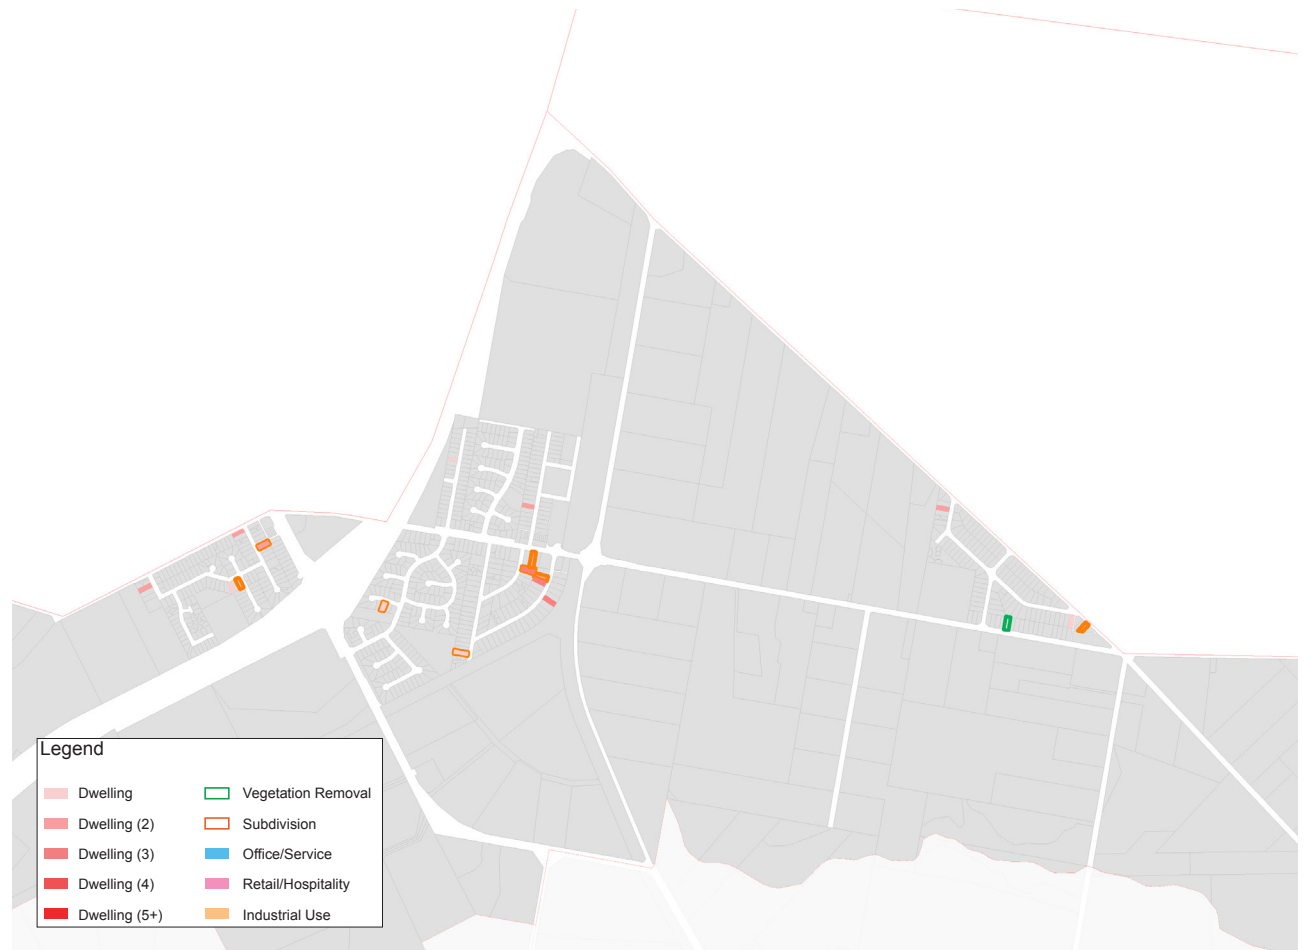 Legend
Dwelling
Dwelling (2)
Dwelling (3)
Dwelling (4)
Dwelling (5+)
Vegetation Removal
Subdivision
Office/Service
Retail/Hospitality
Industrial Use